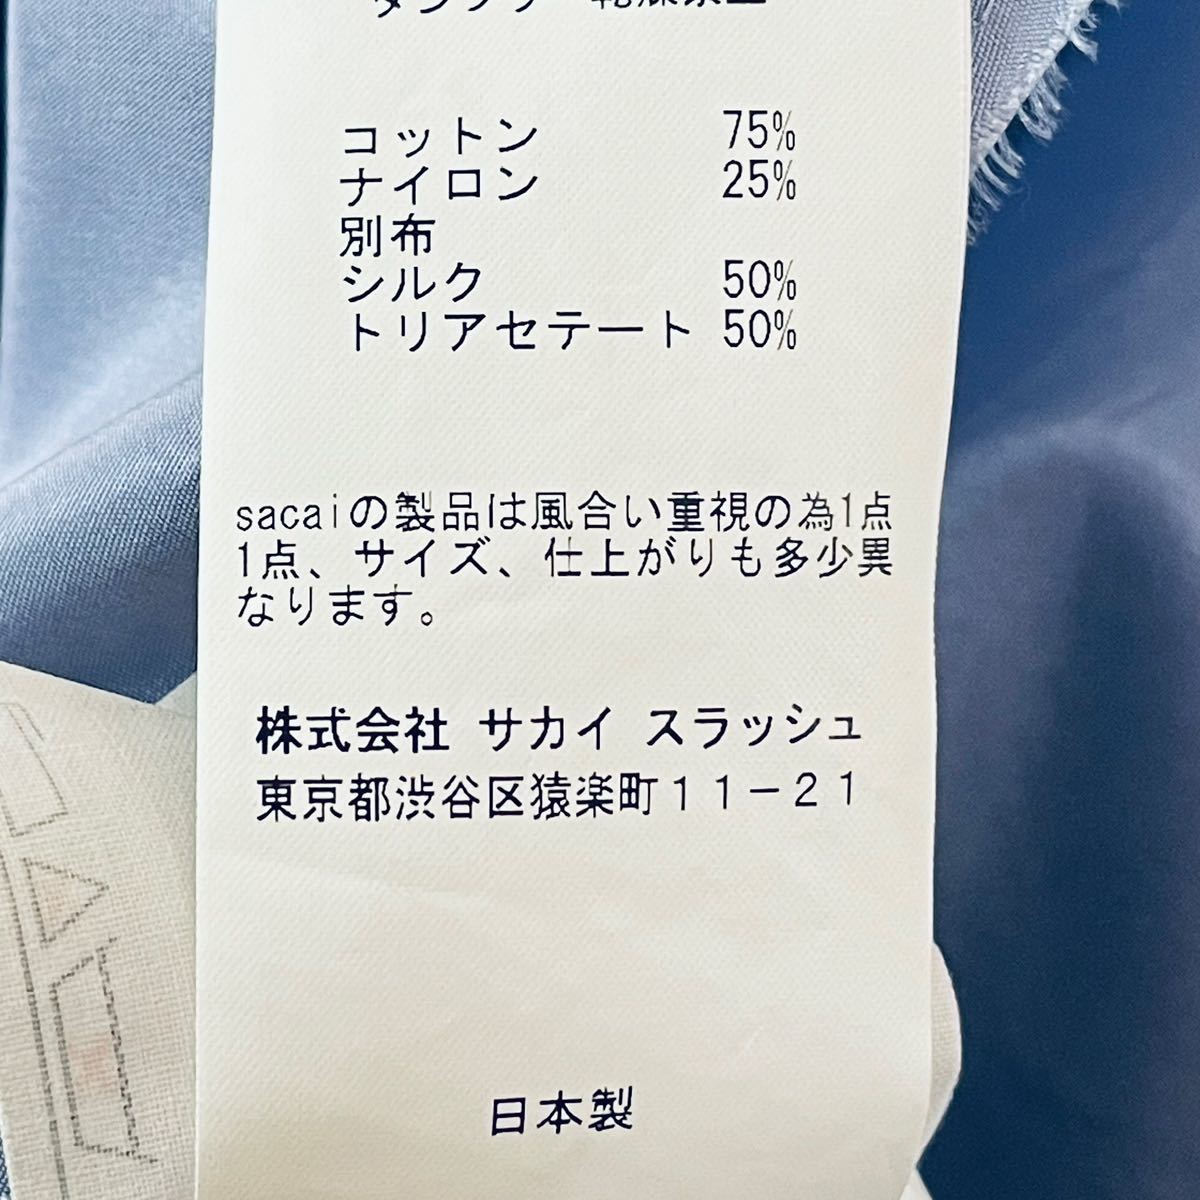 コットン 75%
ナイロン 25%
別布
シルク 50%
トリアセテート 50%
sacaiの製品は風合い重視の為1点
1点、サイズ、仕上がりも多少異
なります。
株式会社 サカイ スラッシュ
東京都渋谷区猿楽町11-21
日本製